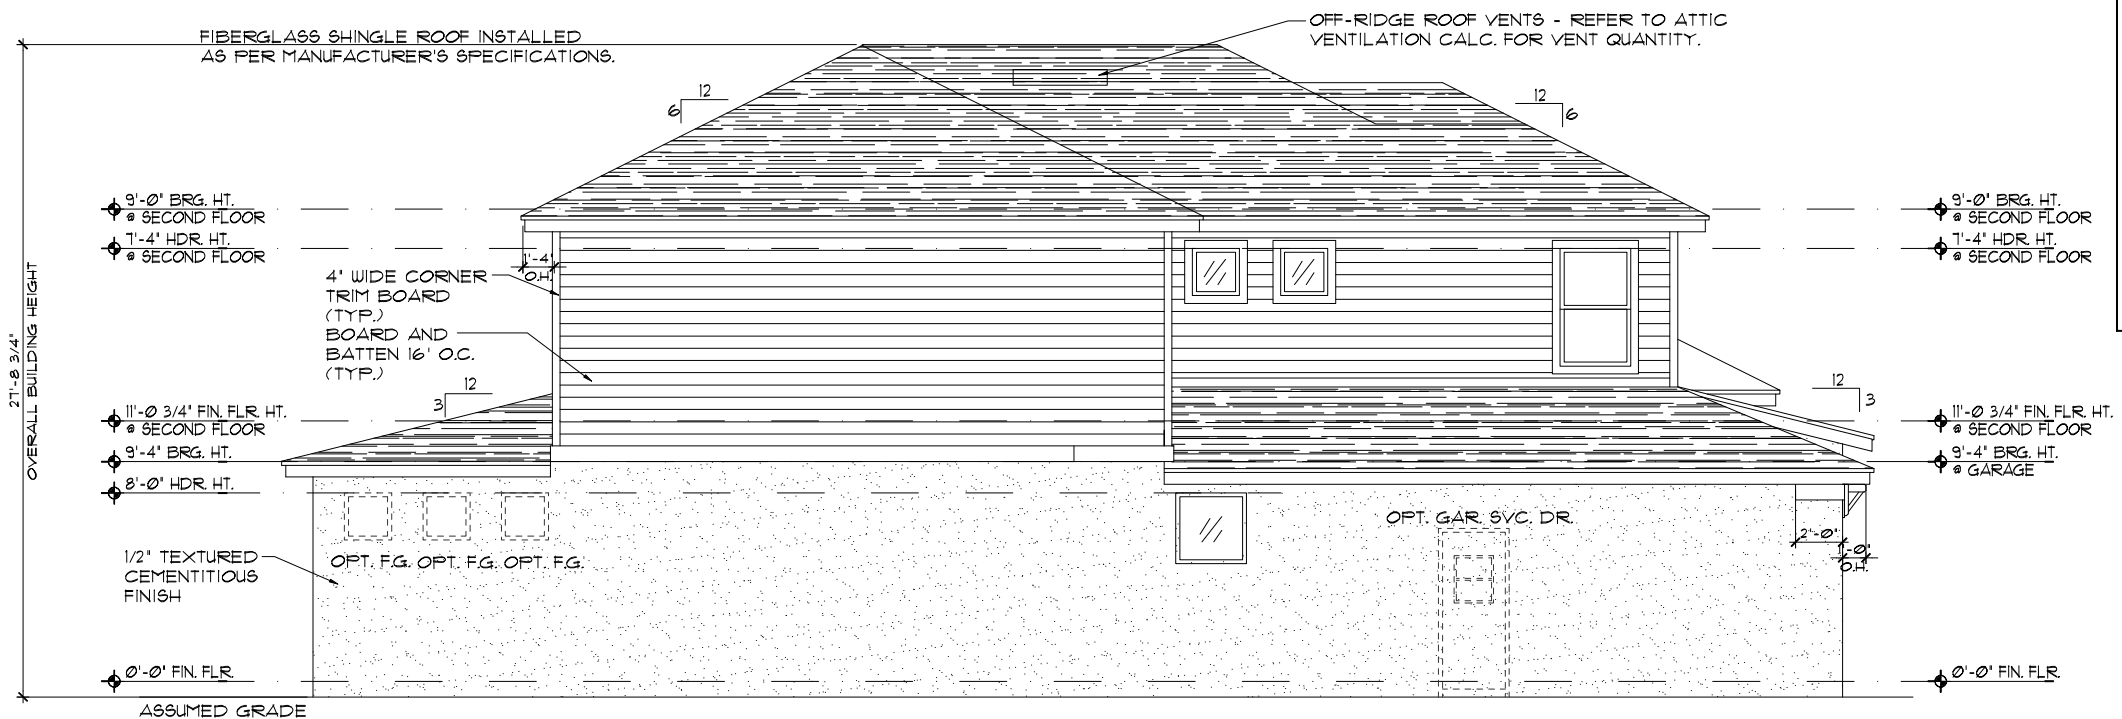 FIBERGLASS SHINGLE ROOF INSTALLED
AS PER MANUFACTURER'S SPECIFICATIONS.
OFF-RIDGE ROOF VENTS - REFER TO ATTIC
VENTILATION CALC. FOR VENT QUANTITY.
12
6
12
6
9'-0" BRG. HT.
@ SECOND FLOOR
7'-4" HDR. HT.
@ SECOND FLOOR
9'-0" BRG. HT.
@ SECOND FLOOR
7'-4" HDR. HT.
@ SECOND FLOOR
1'-4"
O.H.
4" WIDE CORNER
TRIM BOARD
(TYP.)
BOARD AND
BATTEN 16' O.C.
(TYP.)
27'-8 3/4"
OVERALL BUILDING HEIGHT
12
3
12
3
11'-0 3/4" FIN. FLR. HT.
@ SECOND FLOOR
9'-4" BRG. HT.
8'-0" HDR. HT.
11'-0 3/4" FIN. FLR. HT.
@ SECOND FLOOR
9'-4" BRG. HT.
@ GARAGE
OPT. GAR. SVC. DR.
2'-0"
1'-0"
O.H.
1/2" TEXTURED
CEMENTITIOUS
FINISH
OPT. F.G. OPT. F.G. OPT. F.G.
0'-0" FIN. FLR.
0'-0" FIN. FLR.
ASSUMED GRADE